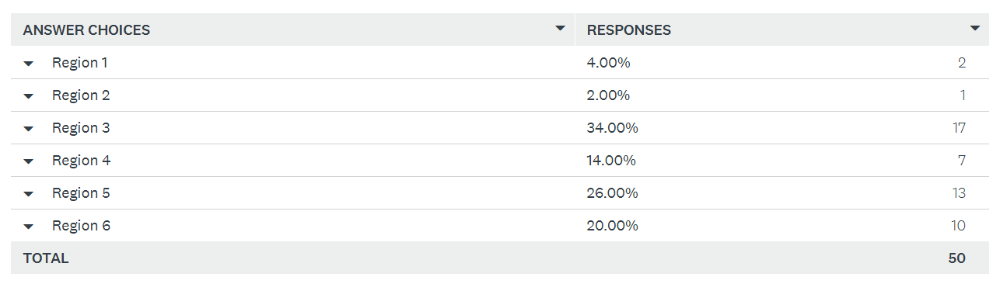 ANSWER CHOICES RESPONSES
Region 1 4.00% 2
Region 2 2.00% 1
Region 3 34.00% 17
Region 4 14.00% 7
Region 5 26.00% 13
Region 6 20.00% 10
TOTAL 50